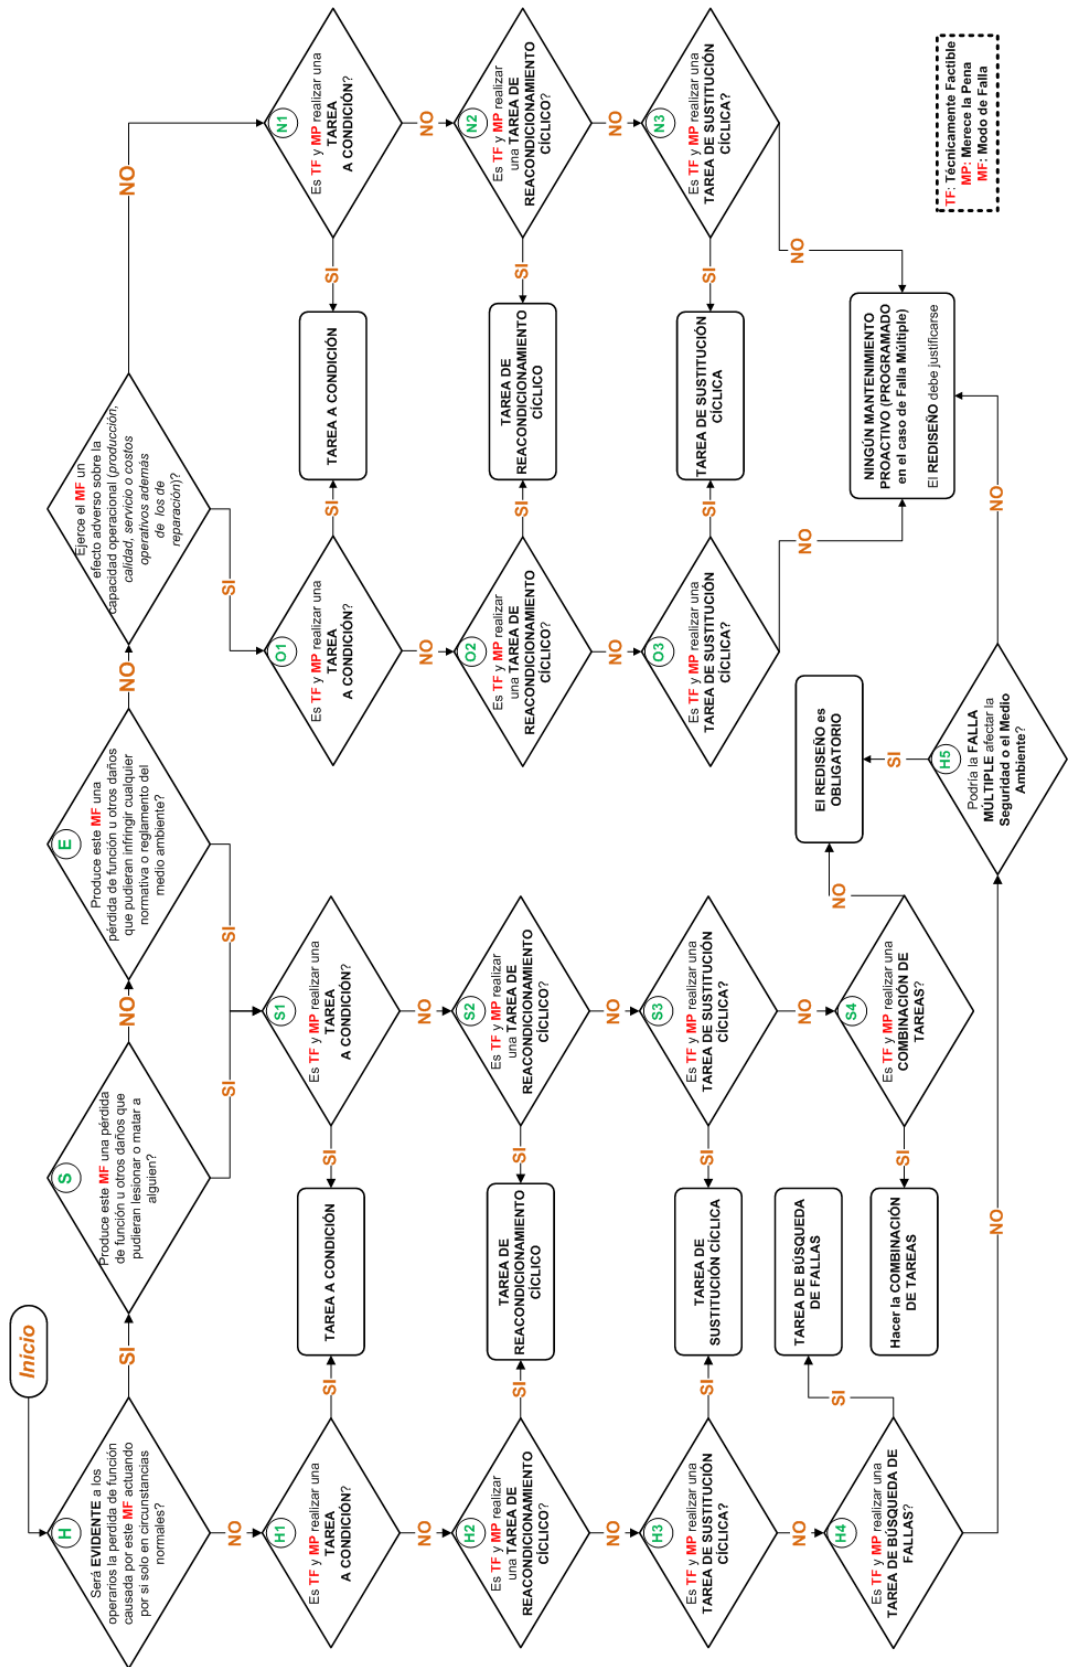 Inicio
H
Será EVIDENTE a los
operarios la perdida de función
causada por este MF actuando
por si solo en circunstancias
normales?
SI
S
Produce este MF una pérdida
de función u otros daños que
pudieran lesionar o matar a
alguien?
NO
E
Produce este MF una
pérdida de función u otros daños
que pudieran infringir cualquier
normativa o reglamento del
medio ambiente?
NO
Ejerce el MF un
efecto adverso sobre la
capacidad operacional (producción,
calidad, servicio o costos
operativos además
de los de
reparación)?
NO
NO
SI
SI
SI
H1
Es TF y MP realizar una
TAREA
A CONDICIÓN?
SI
TAREA A CONDICIÓN
SI
S1
Es TF y MP realizar una
TAREA
A CONDICIÓN?
O1
Es TF y MP realizar una
TAREA
A CONDICIÓN?
SI
TAREA A CONDICIÓN
SI
N1
Es TF y MP realizar una
TAREA
A CONDICIÓN?
NO
NO
NO
NO
H2
Es TF y MP realizar
una TAREA DE
REACONDICIONAMIENTO
CÍCLICO?
SI
TAREA DE
REACONDICIONAMIENTO
CÍCLICO
SI
S2
Es TF y MP realizar
una TAREA DE
REACONDICIONAMIENTO
CÍCLICO?
O2
Es TF y MP realizar
una TAREA DE
REACONDICIONAMIENTO
CÍCLICO?
SI
TAREA DE
REACONDICIONAMIENTO
CÍCLICO
SI
N2
Es TF y MP realizar
una TAREA DE
REACONDICIONAMIENTO
CÍCLICO?
NO
NO
NO
NO
H3
Es TF y MP realizar una
TAREA DE SUSTITUCIÓN
CÍCLICA?
SI
TAREA DE
SUSTITUCIÓN CÍCLICA
SI
S3
Es TF y MP realizar una
TAREA DE SUSTITUCIÓN
CÍCLICA?
O3
Es TF y MP realizar una
TAREA DE SUSTITUCIÓN
CÍCLICA?
SI
TAREA DE SUSTITUCIÓN
CÍCLICA
SI
N3
Es TF y MP realizar una
TAREA DE SUSTITUCIÓN
CÍCLICA?
NO
NO
NO
NO
H4
Es TF y MP realizar una
TAREA DE BÚSQUEDA DE
FALLAS?
SI
TAREA DE BÚSQUEDA
DE FALLAS
Hacer la COMBINACIÓN
DE TAREAS
SI
S4
Es TF y MP realizar una
COMBINACIÓN DE
TAREAS?
NO
El REDISEÑO es
OBLIGATORIO
SI
NINGÚN MANTENIMIENTO
PROACTIVO (PROGRAMADO
en el caso de Falla Múltiple)
El REDISEÑO debe justificarse
NO
H5
Podría la FALLA
MÚLTIPLE afectar la
Seguridad o el Medio
Ambiente?
NO
TF: Técnicamente Factible
MP: Merece la Pena
MF: Modo de Falla